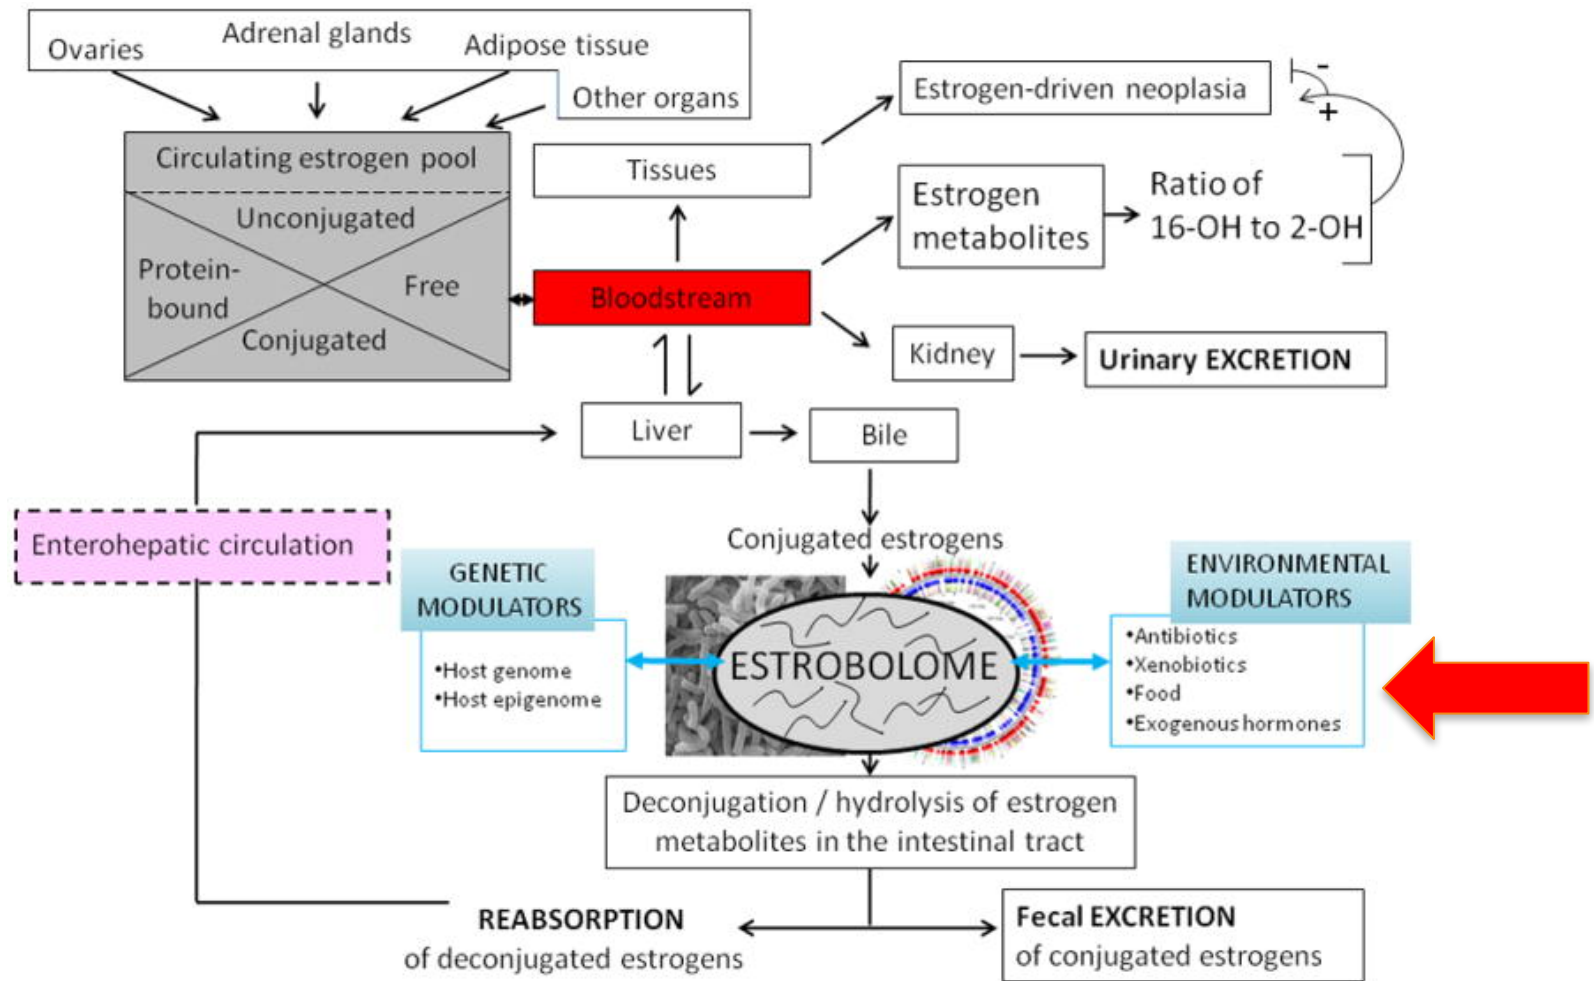 Ovaries
Adrenal glands
Adipose tissue
Other organs
Circulating estrogen pool
Unconjugated
Protein-
bound
Free
Conjugated
Tissues
Bloodstream
Estrogen-driven neoplasia
-
+
Estrogen
metabolites
Ratio of
16-OH to 2-OH
Kidney
Urinary EXCRETION
Liver
Bile
Enterohepatic circulation
Conjugated estrogens
GENETIC
MODULATORS
•Host genome
•Host epigenome
ESTROBOLOME
ENVIRONMENTAL
MODULATORS
•Antibiotics
•Xenobiotics
•Food
•Exogenous hormones
Deconjugation / hydrolysis of estrogen
metabolites in the intestinal tract
REABSORPTION
of deconjugated estrogens
Fecal EXCRETION
of conjugated estrogens